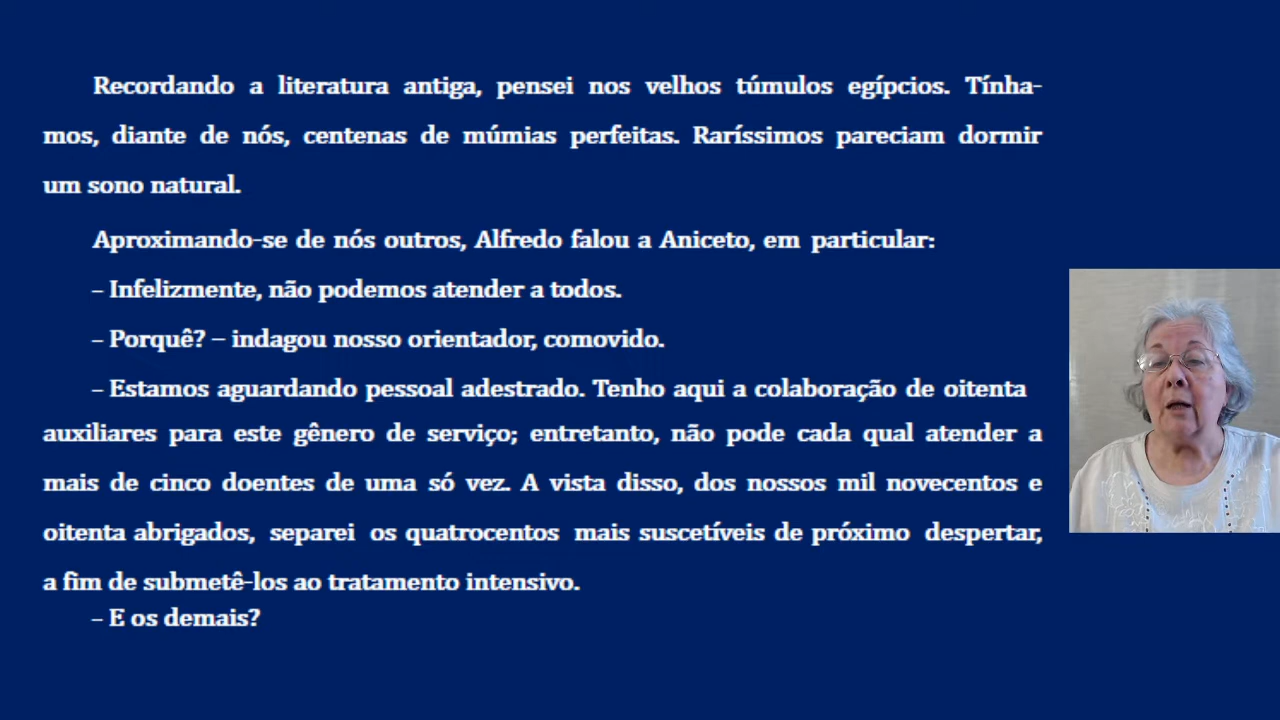 Recordando a literatura antiga, pensei nos velhos túmulos egípcios. Tínha-
mos, diante de nós, centenas de múmias perfeitas. Raríssimos pareciam dormir
um sono natural.
Aproximando-se de nós outros, Alfredo falou a Aniceto, em particular:
– Infelizmente, não podemos atender a todos.
– Porquê? – indagou nosso orientador, comovido.
– Estamos aguardando pessoal adestrado. Tenho aqui a colaboração de oitenta
auxiliares para este gênero de serviço; entretanto, não pode cada qual atender a
mais de cinco doentes de uma só vez. A vista disso, dos nossos mil novecentos e
oitenta abrigados, separei os quatrocentos mais suscetíveis de próximo despertar,
a fim de submetê-los ao tratamento intensivo.
– E os demais?